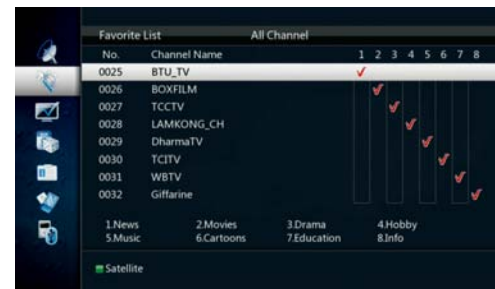 Favorite List All Channel
No. Channel Name 1 2 3 4 5 6 7 8
0025 BTU_TV
0026 BOXFILM
0027 TCCTV
0028 LAMKONG_CH
0029 DharmaTV
0030 TCITV
0031 WBTV
0032 Giffarine
1.News 2.Movies 3.Drama 4.Hobby
5.Music 6.Cartoons 7.Education 8.Info
Satellite